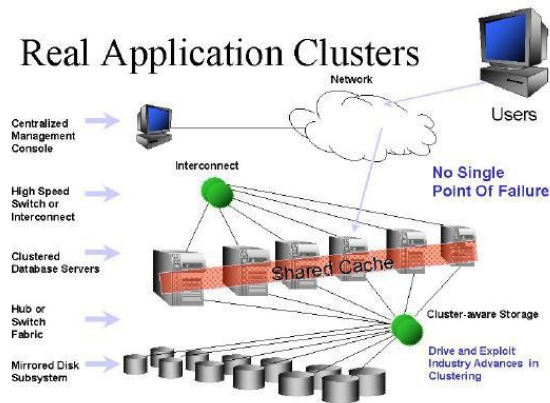 Real Application Clusters
Network
Users
Centralized
Management
Console
Interconnect
No Single
Point Of Failure
High Speed
Switch or
Interconnect
Clustered
Database Servers
Shared Cache
Hub or
Switch
Fabric
Cluster-aware Storage
Mirrored Disk
Subsystem
Drive and Exploit
Industry Advances in
Clustering